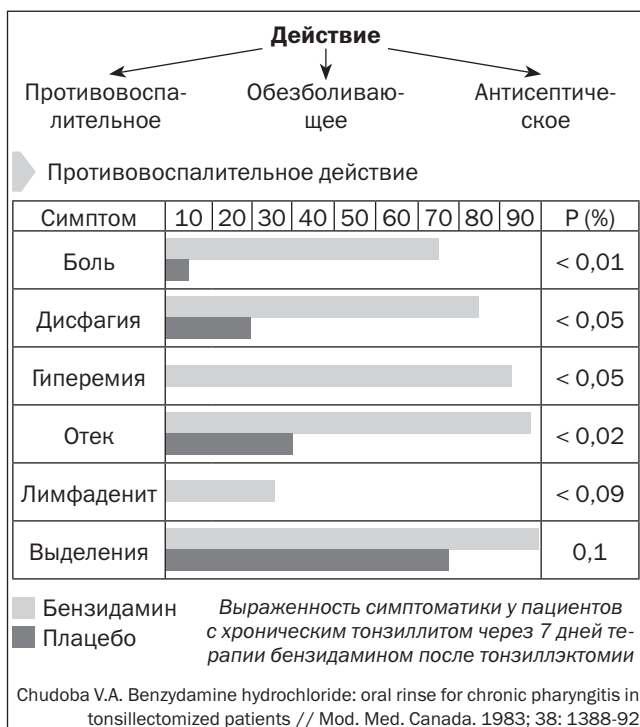 Действие
Противовоспа-
лительное
Обезболиваю-
щее
Антисептиче-
ское
Противовоспалительное действие
Симптом 10 20 30 40 50 60 70 80 90 P (%)
Боль < 0,01
Дисфагия < 0,05
Гиперемия < 0,05
Отек < 0,02
Лимфаденит < 0,09
Выделения 0,1
Бензидамин
Плацебо
Выраженность симптоматики у пациентов
с хроническим тонзиллитом через 7 дней те-
рапии бензидамином после тонзиллэктомии
Chudoba V.A. Benzydamine hydrochloride: oral rinse for chronic pharyngitis in
tonsillectomized patients // Mod. Med. Canada. 1983; 38: 1388-92